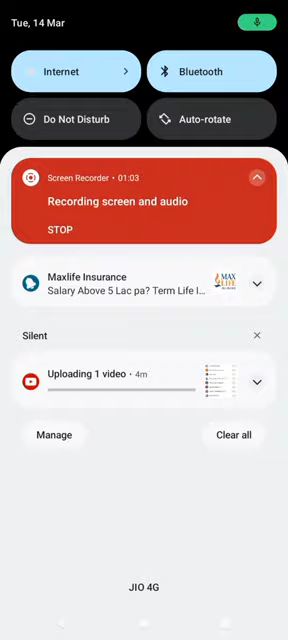 Tue, 14 Mar
Internet
Bluetooth
Do Not Disturb
Auto-rotate
Screen Recorder • 01:03
Recording screen and audio
STOP
Maxlife Insurance
Salary Above 5 Lac pa? Term Life I...
MAX
LIFE
Silent
Uploading 1 video • 4m
Manage
Clear all
JIO 4G